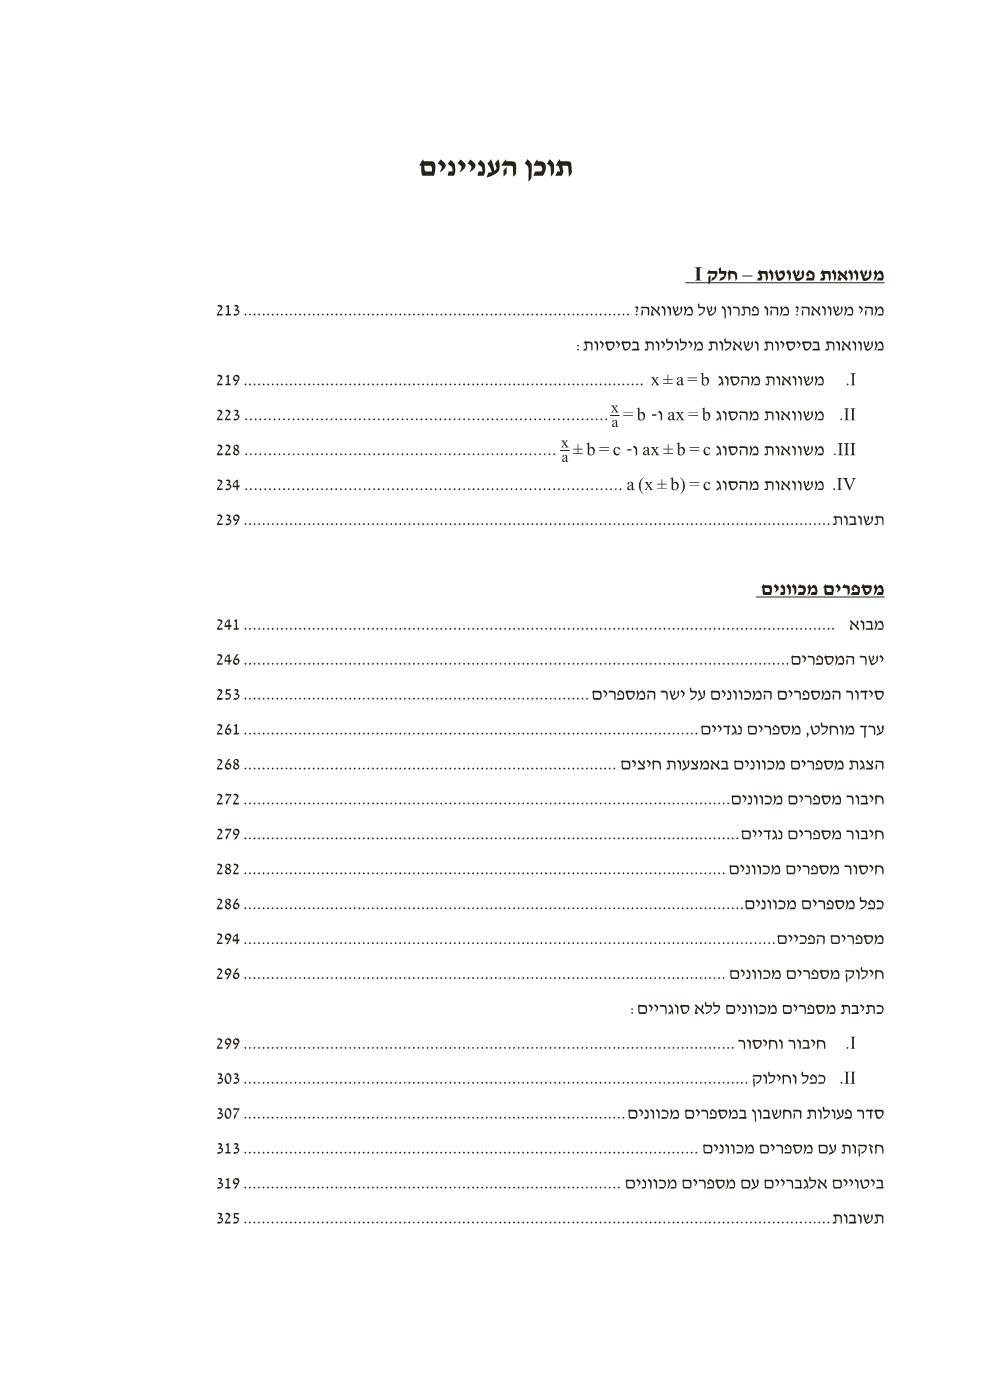 תוכן העניינים
משוואות פשוטות – חלק I
מהי משוואה? מהו פתרון של משוואה? ........ 213
משוואות בסיסיות ושאלות מילוליות בסיסיות:
I. משוואות מהסוג x ± a = b ........ 219
II. משוואות מהסוג ax = b ו- x/a = b ........ 223
III. משוואות מהסוג ax ± b = c ו- x/a ± b = c ........ 228
IV. משוואות מהסוג a (x ± b) = c ........ 234
תשובות ........ 239
מספרים מכוונים
מבוא ........ 241
ישר המספרים ........ 246
סידור המספרים המכוונים על ישר המספרים ........ 253
ערך מוחלט, מספרים נגדיים ........ 261
הצגת מספרים מכוונים באמצעות חיצים ........ 268
חיבור מספרים מכוונים ........ 272
חיבור מספרים נגדיים ........ 279
חיסור מספרים מכוונים ........ 282
כפל מספרים מכוונים ........ 286
מספרים הפכיים ........ 294
חילוק מספרים מכוונים ........ 296
כתיבת מספרים מכוונים ללא סוגריים:
I. חיבור וחיסור ........ 299
II. כפל וחילוק ........ 303
סדר פעולות החשבון במספרים מכוונים ........ 307
חזקות עם מספרים מכוונים ........ 313
ביטויים אלגבריים עם מספרים מכוונים ........ 319
תשובות ........ 325